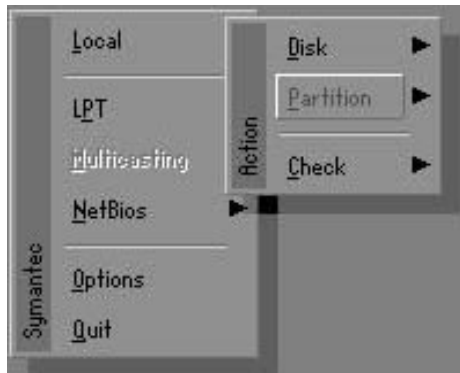 Local
LPT
Multicasting
NetBios
Options
Quit
Symantec
Disk
Partition
Check
Action